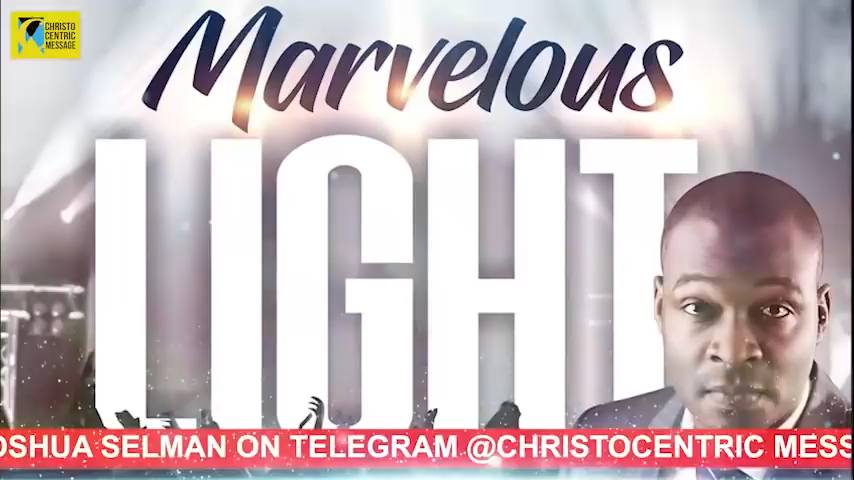 CHRISTO
CENTRIC
MESSAGE
Marvelous
LIGHT
OSHUA SELMAN ON TELEGRAM @CHRISTOCENTRIC MESS